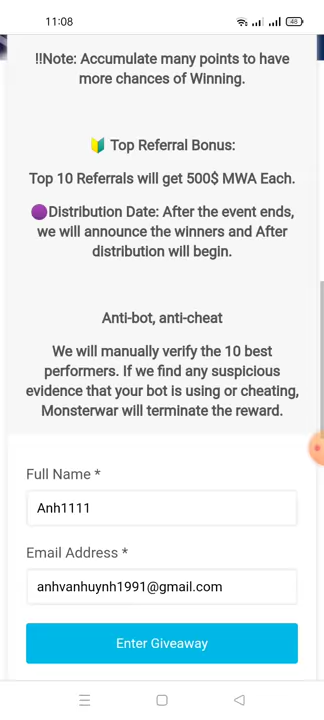 11:08
48
!!Note: Accumulate many points to have
more chances of Winning.
🔰 Top Referral Bonus:
Top 10 Referrals will get 500$ MWA Each.
🟣Distribution Date: After the event ends,
we will announce the winners and After
distribution will begin.
Anti-bot, anti-cheat
We will manually verify the 10 best
performers. If we find any suspicious
evidence that your bot is using or cheating,
Monsterwar will terminate the reward.
Full Name *
Anh1111
Email Address *
anhvanhuynh1991@gmail.com
Enter Giveaway